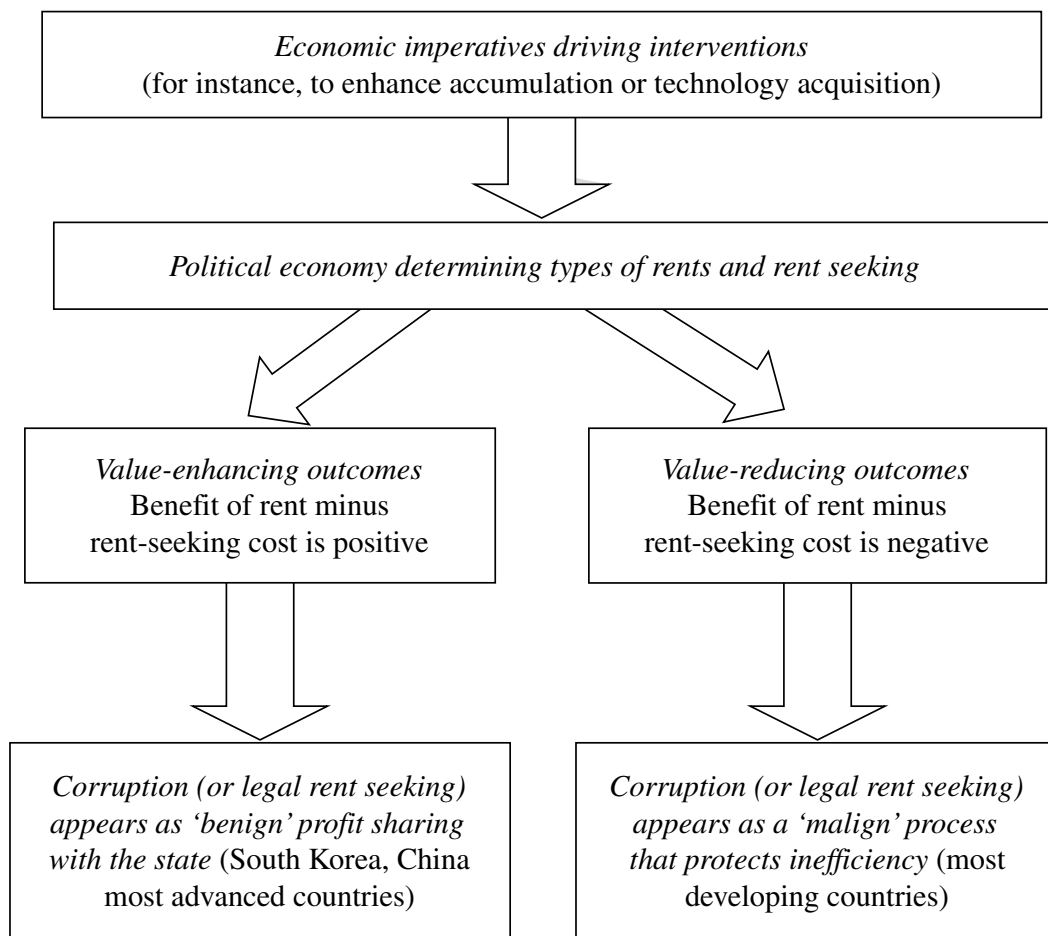 Economic imperatives driving interventions
(for instance, to enhance accumulation or technology acquisition)
Political economy determining types of rents and rent seeking
Value-enhancing outcomes
Benefit of rent minus
rent-seeking cost is positive
Value-reducing outcomes
Benefit of rent minus
rent-seeking cost is negative
Corruption (or legal rent seeking)
appears as ‘benign’ profit sharing
with the state (South Korea, China
most advanced countries)
Corruption (or legal rent seeking)
appears as a ‘malign’ process
that protects inefficiency (most
developing countries)